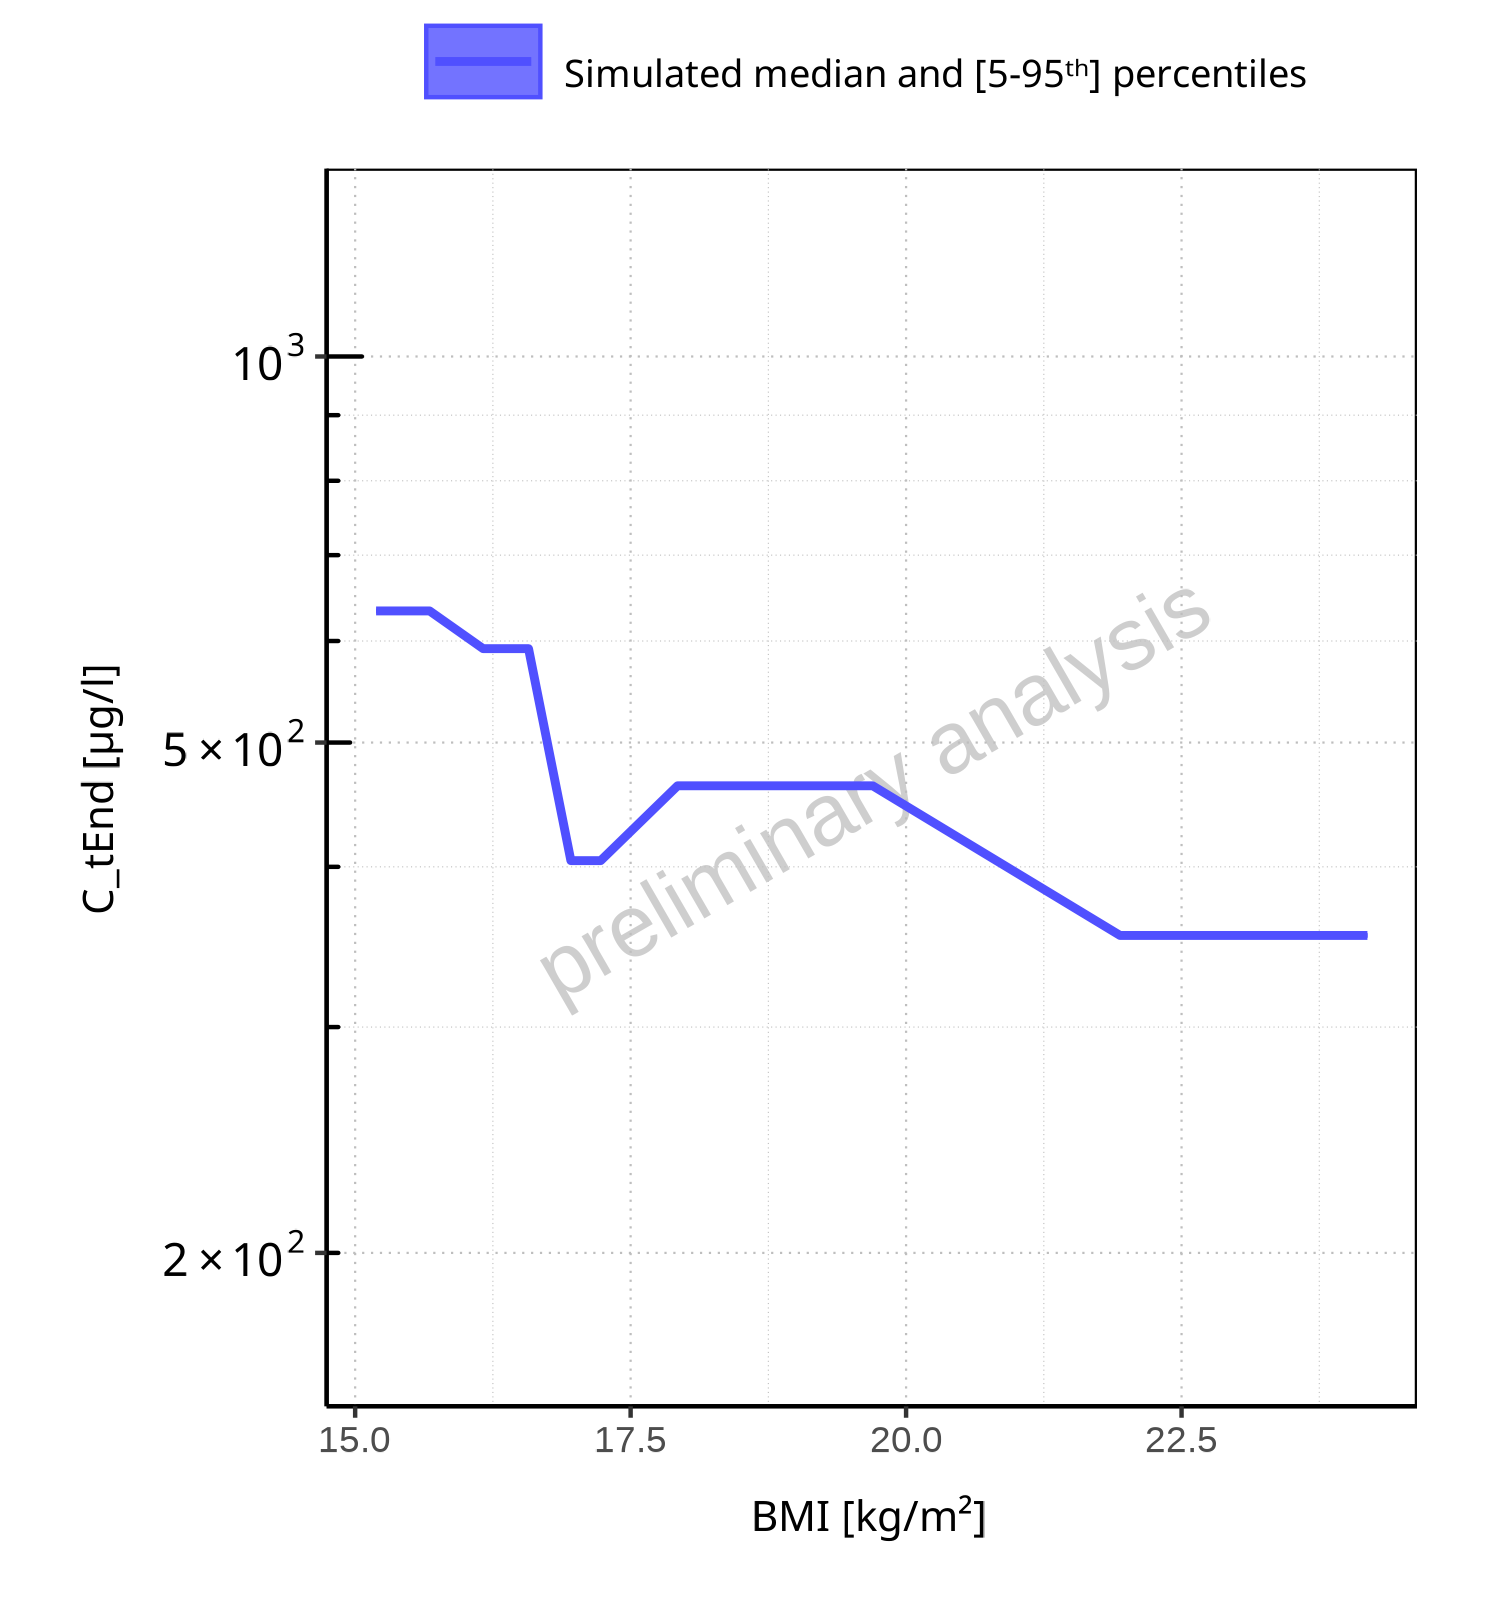 Simulated median and [5-95ᵗʰ] percentiles
10³
5 × 10²
2 × 10²
C_tEnd [µg/l]
preliminary analysis
15.0 17.5 20.0 22.5
BMI [kg/m²]